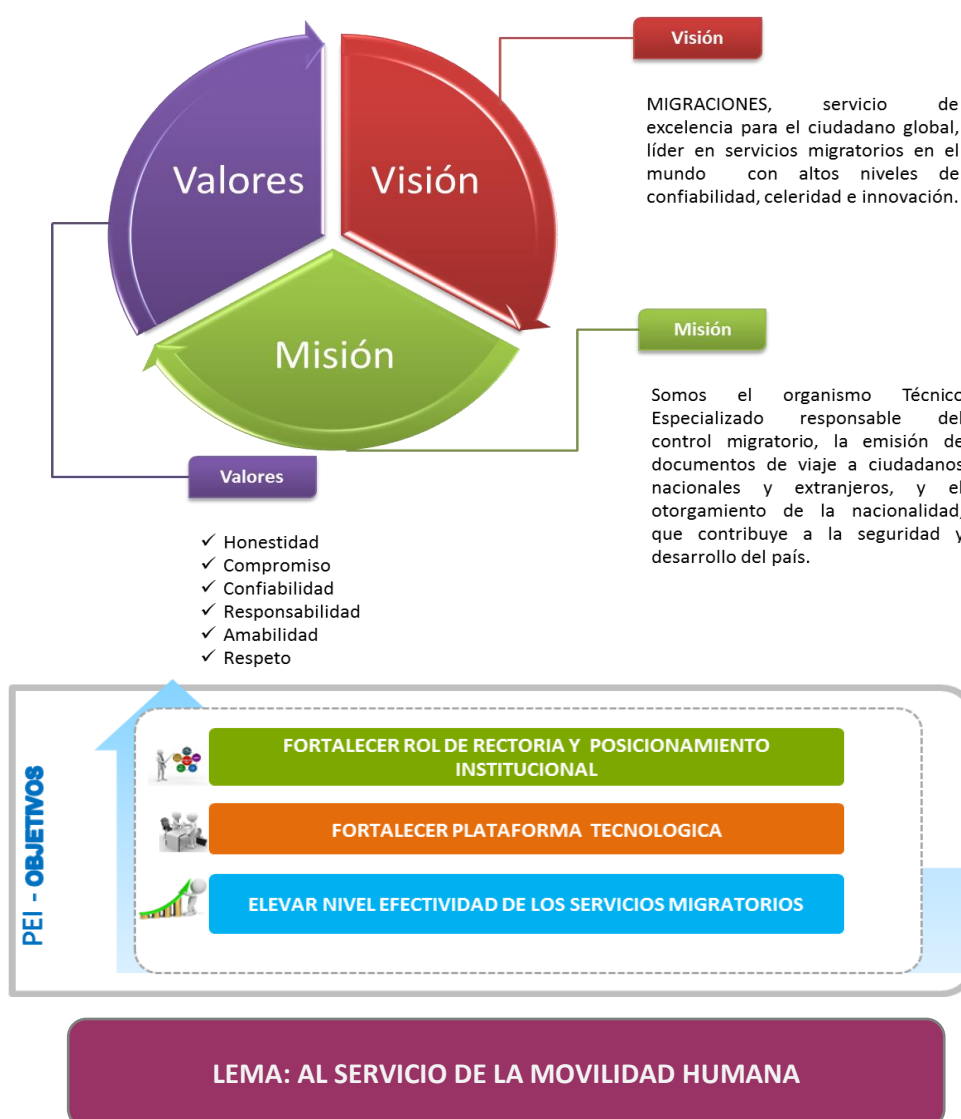 Valores
Visión
Misión
Visión
MIGRACIONES, servicio de
excelencia para el ciudadano global,
líder en servicios migratorios en el
mundo con altos niveles de
confiabilidad, celeridad e innovación.
Misión
Somos el organismo Técnico
Especializado responsable del
control migratorio, la emisión de
documentos de viaje a ciudadanos
nacionales y extranjeros, y el
otorgamiento de la nacionalidad,
que contribuye a la seguridad y
desarrollo del país.
Valores
✓ Honestidad
✓ Compromiso
✓ Confiabilidad
✓ Responsabilidad
✓ Amabilidad
✓ Respeto
PEI - OBJETIVOS
FORTALECER ROL DE RECTORIA Y POSICIONAMIENTO
INSTITUCIONAL
FORTALECER PLATAFORMA TECNOLOGICA
ELEVAR NIVEL EFECTIVIDAD DE LOS SERVICIOS MIGRATORIOS
LEMA: AL SERVICIO DE LA MOVILIDAD HUMANA